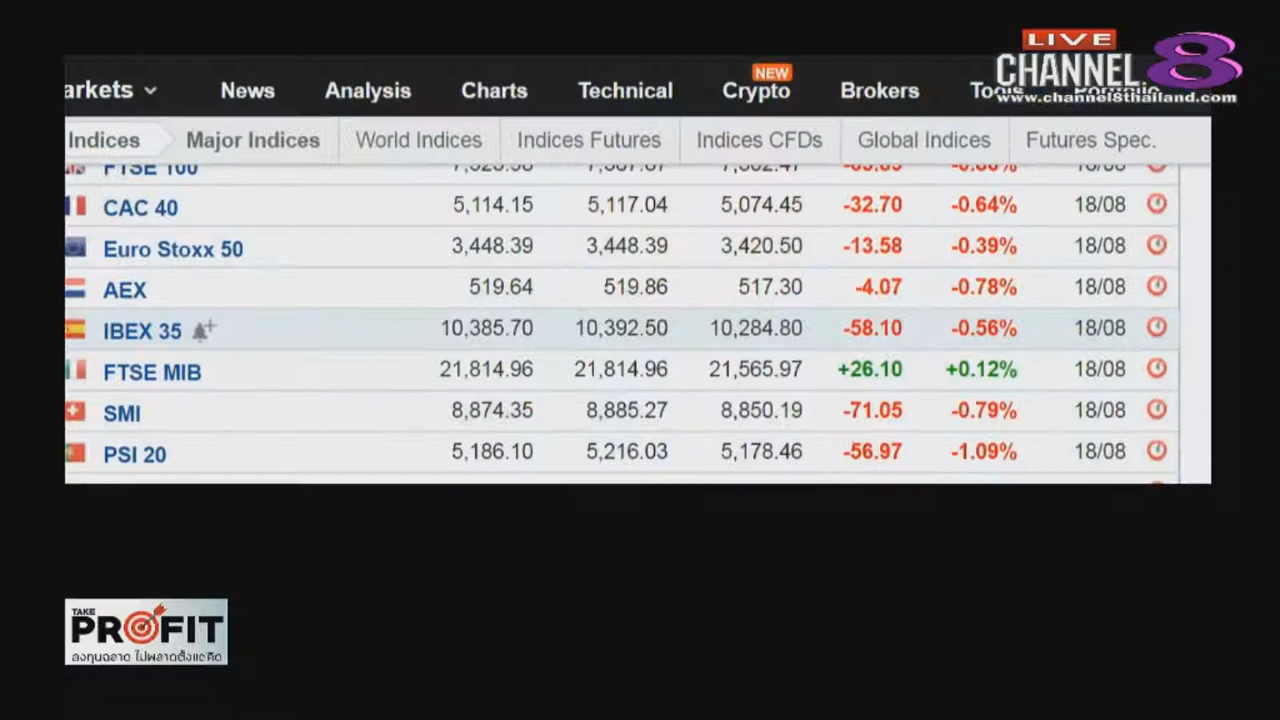 LIVE
CHANNEL 8
www.channel8thailand.com
arkets News Analysis Charts Technical NEW Crypto Brokers Tools Portfolio
Indices Major Indices World Indices Indices Futures Indices CFDs Global Indices Futures Spec.
FTSE 100 18/08
CAC 40 5,114.15 5,117.04 5,074.45 -32.70 -0.64% 18/08
Euro Stoxx 50 3,448.39 3,448.39 3,420.50 -13.58 -0.39% 18/08
AEX 519.64 519.86 517.30 -4.07 -0.78% 18/08
IBEX 35 10,385.70 10,392.50 10,284.80 -58.10 -0.56% 18/08
FTSE MIB 21,814.96 21,814.96 21,565.97 +26.10 +0.12% 18/08
SMI 8,874.35 8,885.27 8,850.19 -71.05 -0.79% 18/08
PSI 20 5,186.10 5,216.03 5,178.46 -56.97 -1.09% 18/08
TAKE
PROFIT
ลงทุนฉลาด ไม่พลาดตั้งแต่คิด